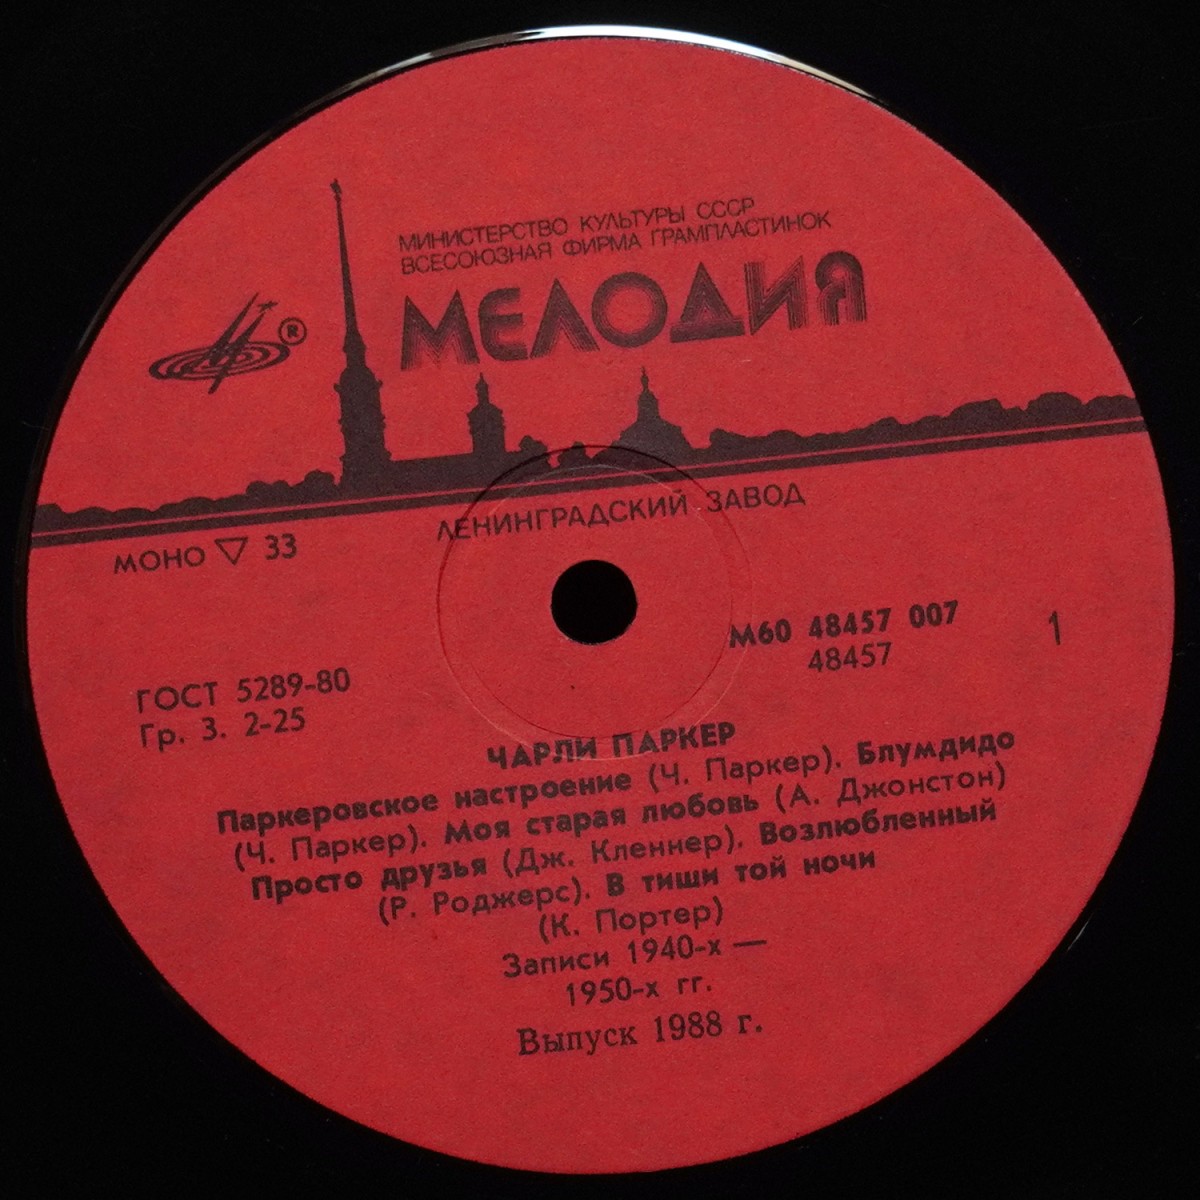 МИНИСТЕРСТВО КУЛЬТУРЫ СССР
ВСЕСОЮЗНАЯ ФИРМА ГРАМПЛАСТИНОК
МЕЛОДИЯ
®
ЛЕНИНГРАДСКИЙ ЗАВОД
МОНО ▽ 33
М60 48457 007
48457
1
ГОСТ 5289-80
Гр. 3. 2-25
ЧАРЛИ ПАРКЕР
Паркеровское настроение (Ч. Паркер). Блумдидо
(Ч. Паркер). Моя старая любовь (А. Джонстон)
Просто друзья (Дж. Кленнер). Возлюбленный
(Р. Роджерс). В тиши той ночи
(К. Портер)
Записи 1940-х —
1950-х гг.
Выпуск 1988 г.